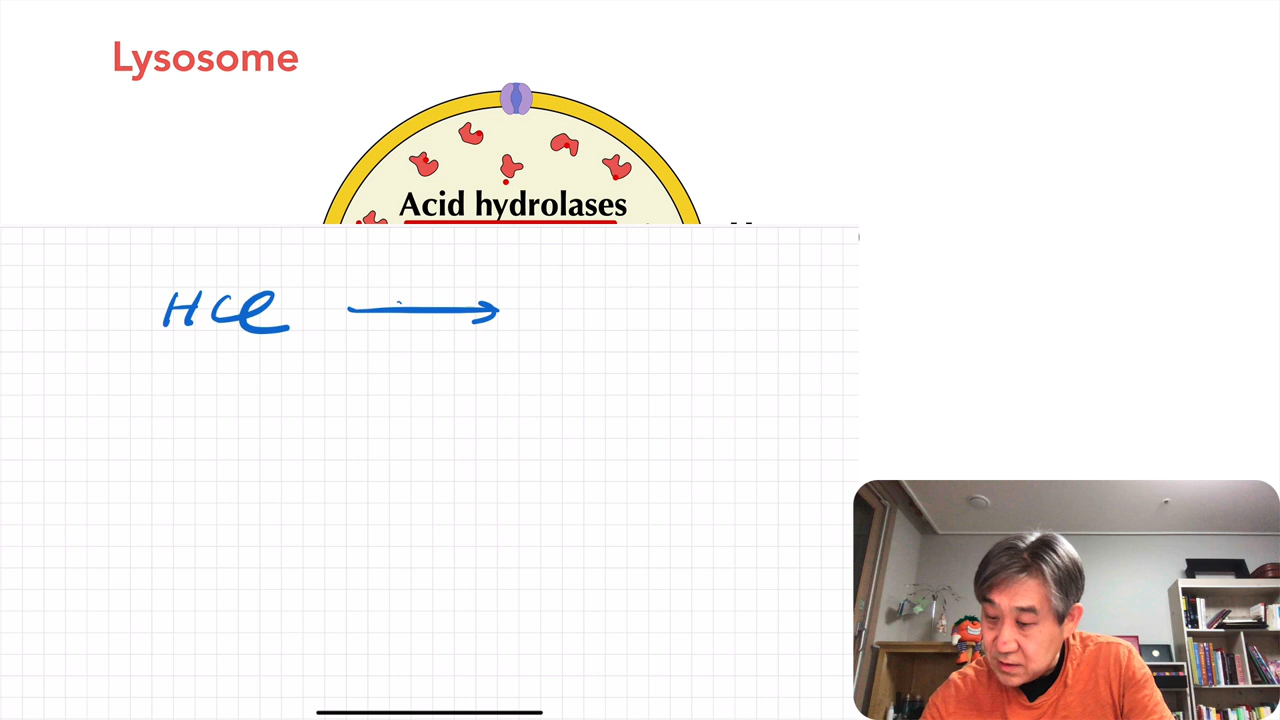 Lysosome
Acid hydrolases
HCl →